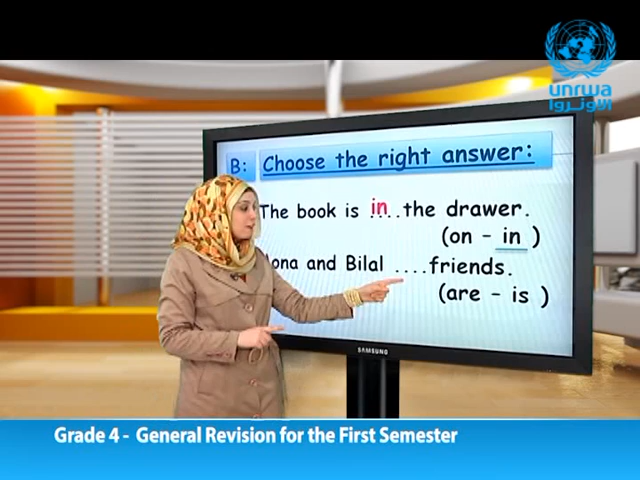 unrwa
الأونروا
B: Choose the right answer:
The book is .in...the drawer.
(on - in )
ona and Bilal ....friends.
(are - is )
SAMSUNG
Grade 4 - General Revision for the First Semester